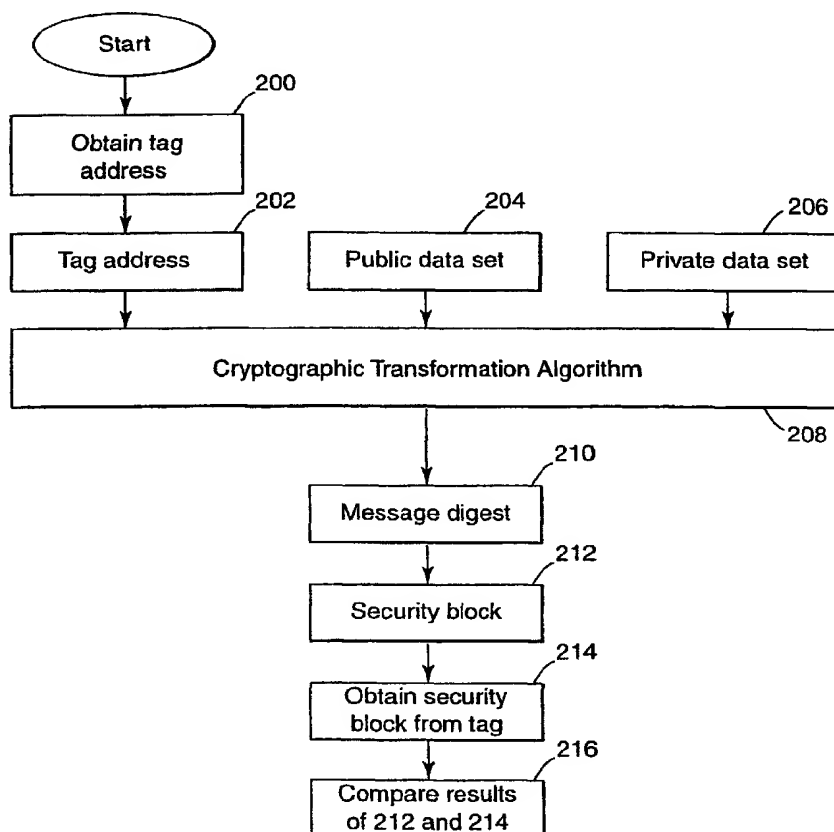 Start
200
Obtain tag
address
202
204
206
Tag address
Public data set
Private data set
Cryptographic Transformation Algorithm
208
210
Message digest
212
Security block
214
Obtain security
block from tag
216
Compare results
of 212 and 214